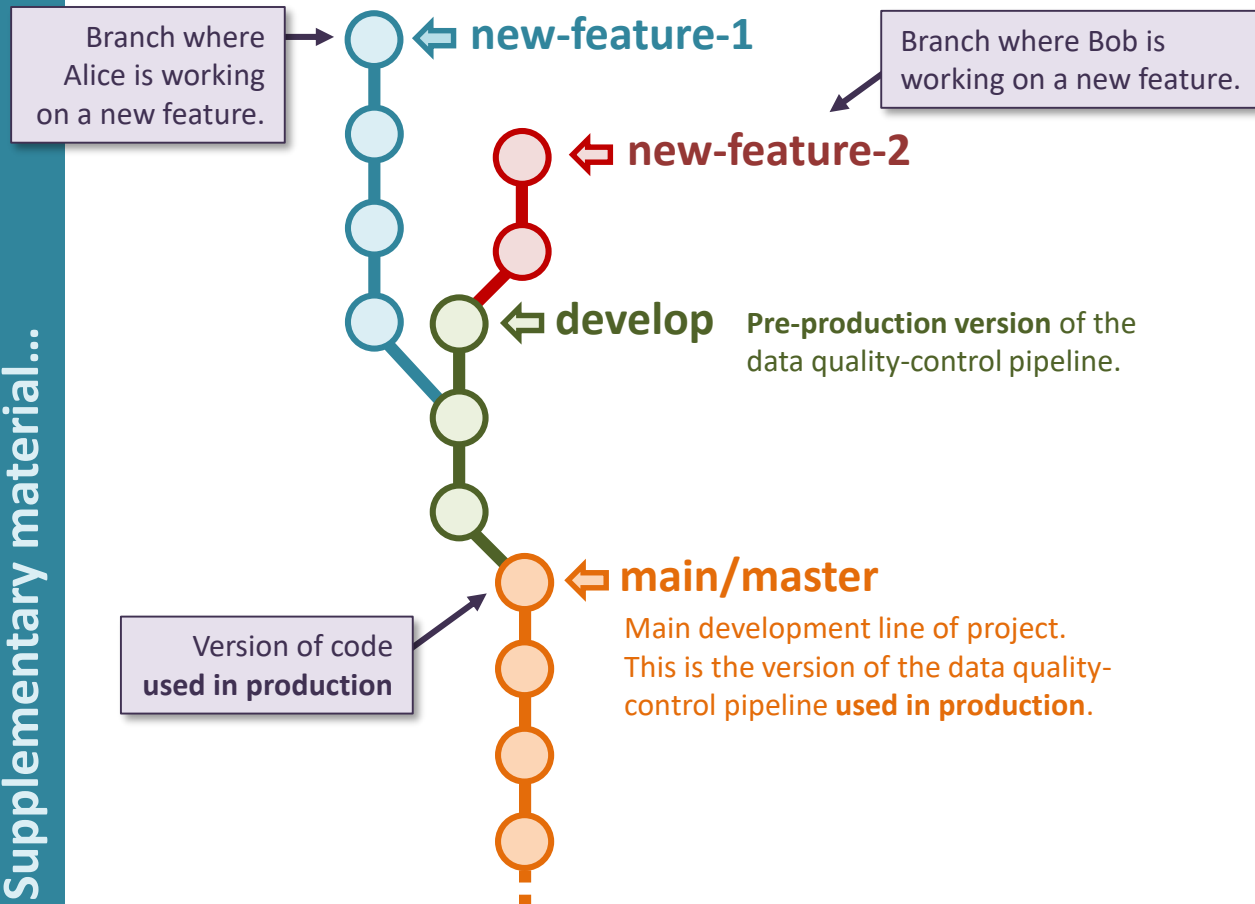 Supplementary material...
Branch where
Alice is working
on a new feature.
new-feature-1
Branch where Bob is
working on a new feature.
new-feature-2
develop
Pre-production version of the
data quality-control pipeline.
main/master
Version of code
used in production
Main development line of project.
This is the version of the data quality-
control pipeline used in production.